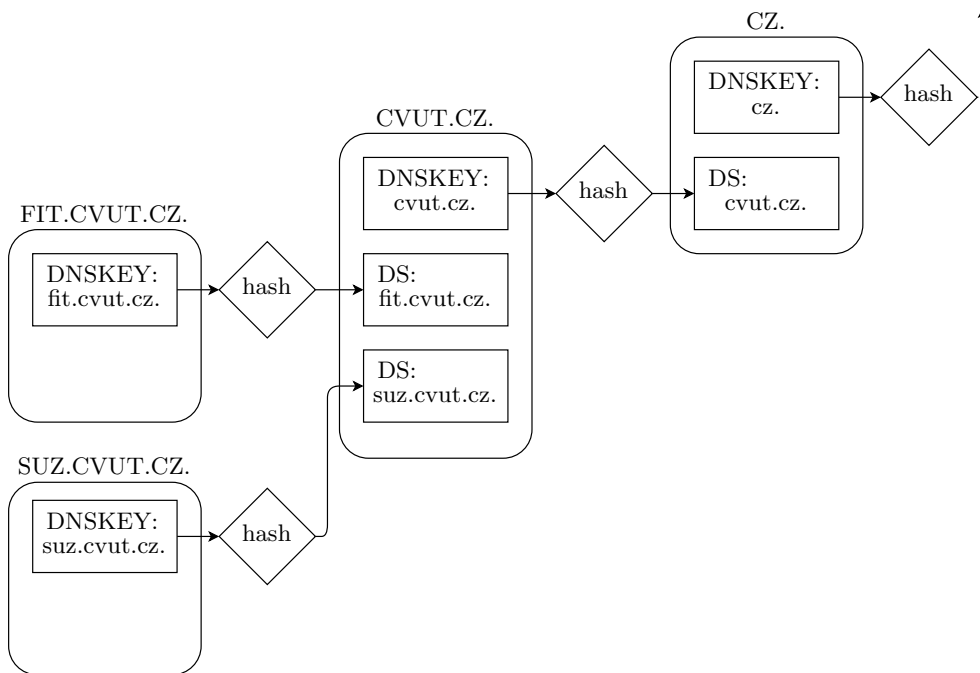 CZ.
DNSKEY:
cz.
hash
CVUT.CZ.
DNSKEY:
cvut.cz.
hash
DS:
cvut.cz.
FIT.CVUT.CZ.
DNSKEY:
fit.cvut.cz.
hash
DS:
fit.cvut.cz.
DS:
suz.cvut.cz.
SUZ.CVUT.CZ.
DNSKEY:
suz.cvut.cz.
hash